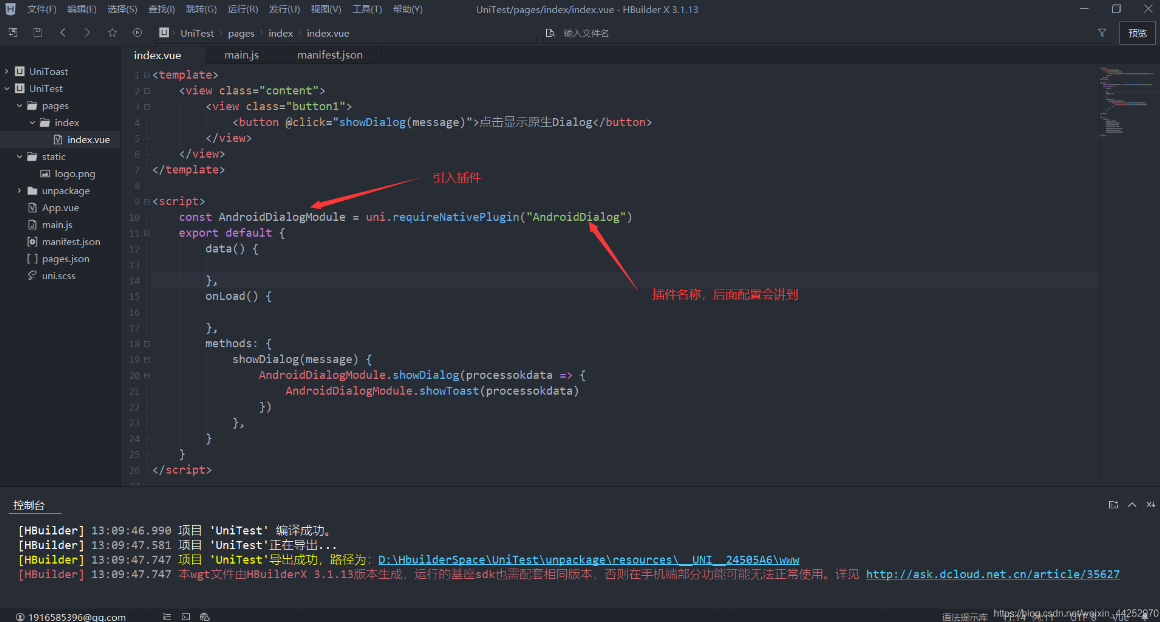 文件(F) 编辑(E) 选择(S) 查找(I) 跳转(G) 运行(R) 发行(U) 视图(V) 工具(T) 帮助(Y)
UniTest/pages/index/index.vue - HBuilder X 3.1.13
UniTest pages index index.vue
输入文件名
预览
index.vue main.js manifest.json
UniToast
UniTest
pages
index
index.vue
static
logo.png
unpackage
App.vue
main.js
manifest.json
pages.json
uni.scss
1 <template>
2 <view class="content">
3 <view class="button1">
4 <button @click="showDialog(message)">点击显示原生Dialog</button>
5 </view>
6 </view>
7 </template>
8
引入插件
9 <script>
10 const AndroidDialogModule = uni.requireNativePlugin("AndroidDialog")
11 export default {
12 data() {
13
14 },
插件名称，后面配置会讲到
15 onLoad() {
16
17 },
18 methods: {
19 showDialog(message) {
20 AndroidDialogModule.showDialog(processokdata => {
21 AndroidDialogModule.showToast(processokdata)
22 })
23 },
24 }
25 }
26 </script>
27
控制台
[HBuilder] 13:09:46.990 项目 'UniTest' 编译成功。
[HBuilder] 13:09:47.581 项目 'UniTest'正在导出...
[HBuilder] 13:09:47.747 项目 'UniTest'导出成功，路径为：D:\HbuilderSpace\UniTest\unpackage\resources\__UNI__24505A6\www
[HBuilder] 13:09:47.747 本wgt文件由HBuilderX 3.1.13版本生成，运行的基座sdk也需配套相同版本，否则在手机端部分功能可能无法正常使用。详见 http://ask.dcloud.net.cn/article/35627
1916585396@qq.com
语法提示库
https://blog.csdn.net/weixin_44252970